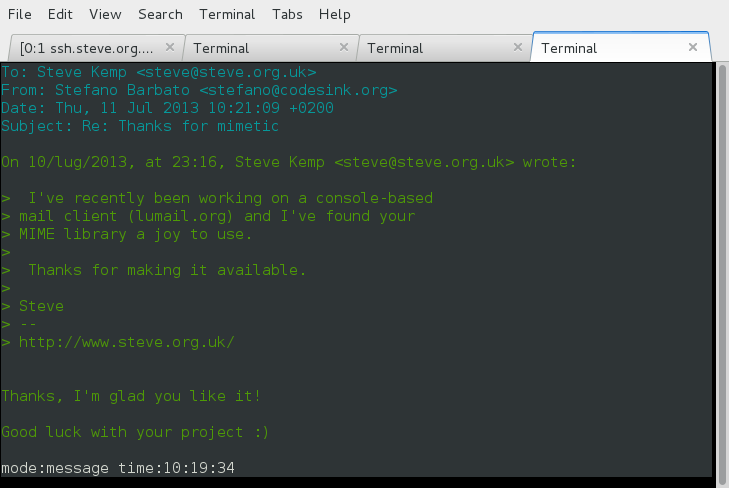 File Edit View Search Terminal Tabs Help
[0:1 ssh.steve.org.... × Terminal × Terminal × Terminal ×
To: Steve Kemp <steve@steve.org.uk>
From: Stefano Barbato <stefano@codesink.org>
Date: Thu, 11 Jul 2013 10:21:09 +0200
Subject: Re: Thanks for mimetic
On 10/lug/2013, at 23:16, Steve Kemp <steve@steve.org.uk> wrote:
>  I've recently been working on a console-based
> mail client (lumail.org) and I've found your
> MIME library a joy to use.
>
>  Thanks for making it available.
>
> Steve
> --
> http://www.steve.org.uk/
Thanks, I'm glad you like it!
Good luck with your project :)
mode:message time:10:19:34